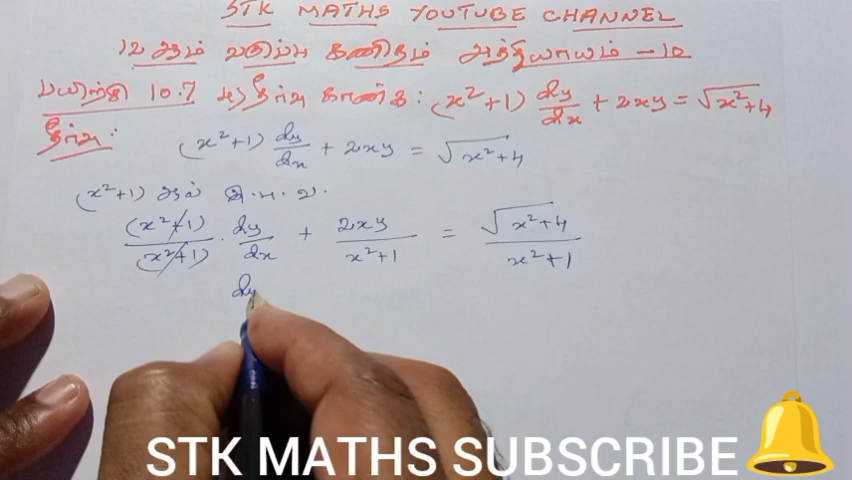 STK MATHS YOUTUBE CHANNEL
12 ஆம் வகுப்பு கணிதம் அத்தியாயம் - 10
பயிற்சி 10.7 4) தீர்வு காண்க : (x²+1) dy/dx + 2xy = √x²+4
தீர்வு :
(x²+1) dy/dx + 2xy = √x²+4
(x²+1) ஆல் இ.பு.வ.
(x²+1)/(x²+1) · dy/dx + 2xy/x²+1 = √x²+4/x²+1
dy
STK MATHS SUBSCRIBE